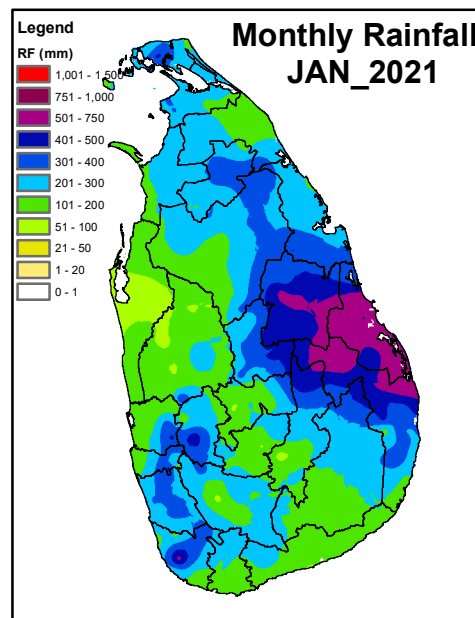 Legend
RF (mm)
1,001 - 1,500
751 - 1,000
501 - 750
401 - 500
301 - 400
201 - 300
101 - 200
51 - 100
21 - 50
1 - 20
0 - 1
Monthly Rainfall
JAN_2021